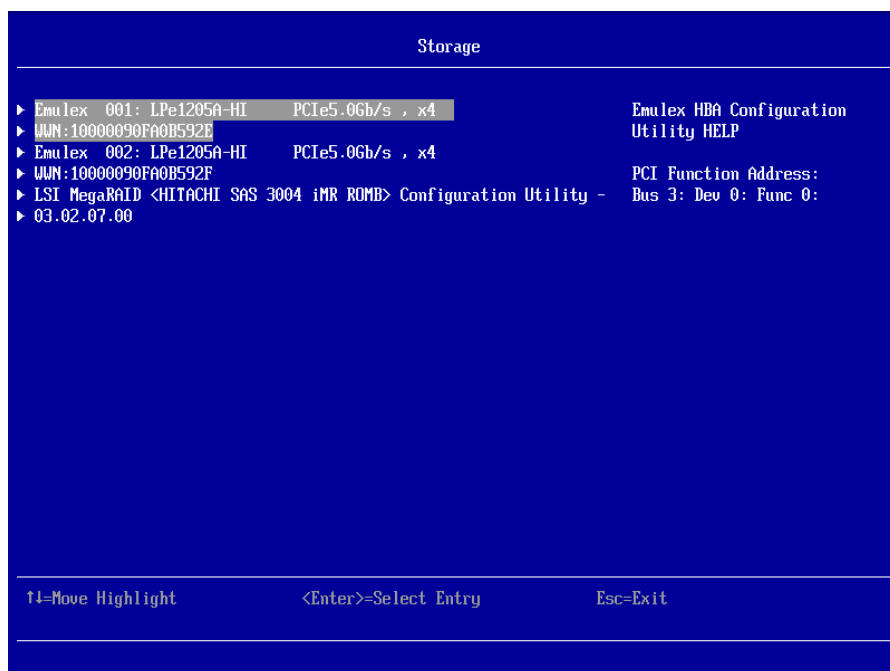 Storage
Emulex 001: LPe1205A-HI PCIe5.0Gb/s , x4
WWN:10000090FA0B592E
Emulex 002: LPe1205A-HI PCIe5.0Gb/s , x4
WWN:10000090FA0B592F
LSI MegaRAID <HITACHI SAS 3004 iMR ROMB> Configuration Utility -
03.02.07.00
Emulex HBA Configuration
Utility HELP
PCI Function Address:
Bus 3: Dev 0: Func 0:
↑↓=Move Highlight <Enter>=Select Entry Esc=Exit